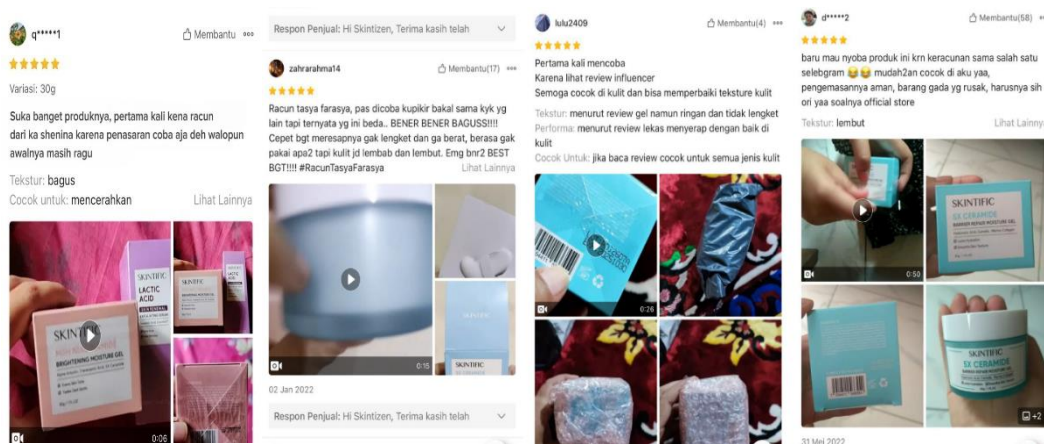 q*****1
Membantu
Variasi: 30g
Suka banget produknya, pertama kali kena racun
dari ka shenina karena penasaran coba aja deh walopun
awalnya masih ragu
Tekstur: bagus
Cocok untuk: mencerahkan
Lihat Lainnya
SKINTIFIC
BRIGHTENING MOISTURE GEL
SKINTIFIC
LACTIC
ACID
0:06
Respon Penjual: Hi Skintizen, Terima kasih telah
zahrarahma14
Membantu(17)
Racun tasya farasya, pas dicoba kupikir bakal sama kyk yg
lain tapi ternyata yg ini beda.. BENER BENER BAGUSS!!!!
Cepet bgt meresapnya gak lengket dan ga berat, berasa gak
pakai apa2 tapi kulit jd lembab dan lembut. Emg bnr2 BEST
BGT!!!! #RacunTasyaFarasya
Lihat Lainnya
SKINTIFIC
0:15
02 Jan 2022
Respon Penjual: Hi Skintizen, Terima kasih telah
lulu2409
Membantu(4)
Pertama kali mencoba
Karena lihat review influencer
Semoga cocok di kulit dan bisa memperbaiki teksture kulit
Tekstur: menurut review gel namun ringan dan tidak lengket
Performa: menurut review lekas menyerap dengan baik di
kulit
Cocok Untuk: jika baca review cocok untuk semua jenis kulit
0:26
d*****2
Membantu(58)
baru mau nyoba produk ini krn keracunan sama salah satu
selebgram 😂😂 mudah2an cocok di aku yaa,
pengemasannya aman, barang gada yg rusak, harusnya sih
ori yaa soalnya official store
Tekstur: lembut
Lihat Lainnya
0:50
SKINTIFIC
5X CERAMIDE
BARRIER REPAIR MOISTURE GEL
SKINTIFIC
5X CERAMIDE
BARRIER REPAIR MOISTURE GEL
+2
31 Mei 2022